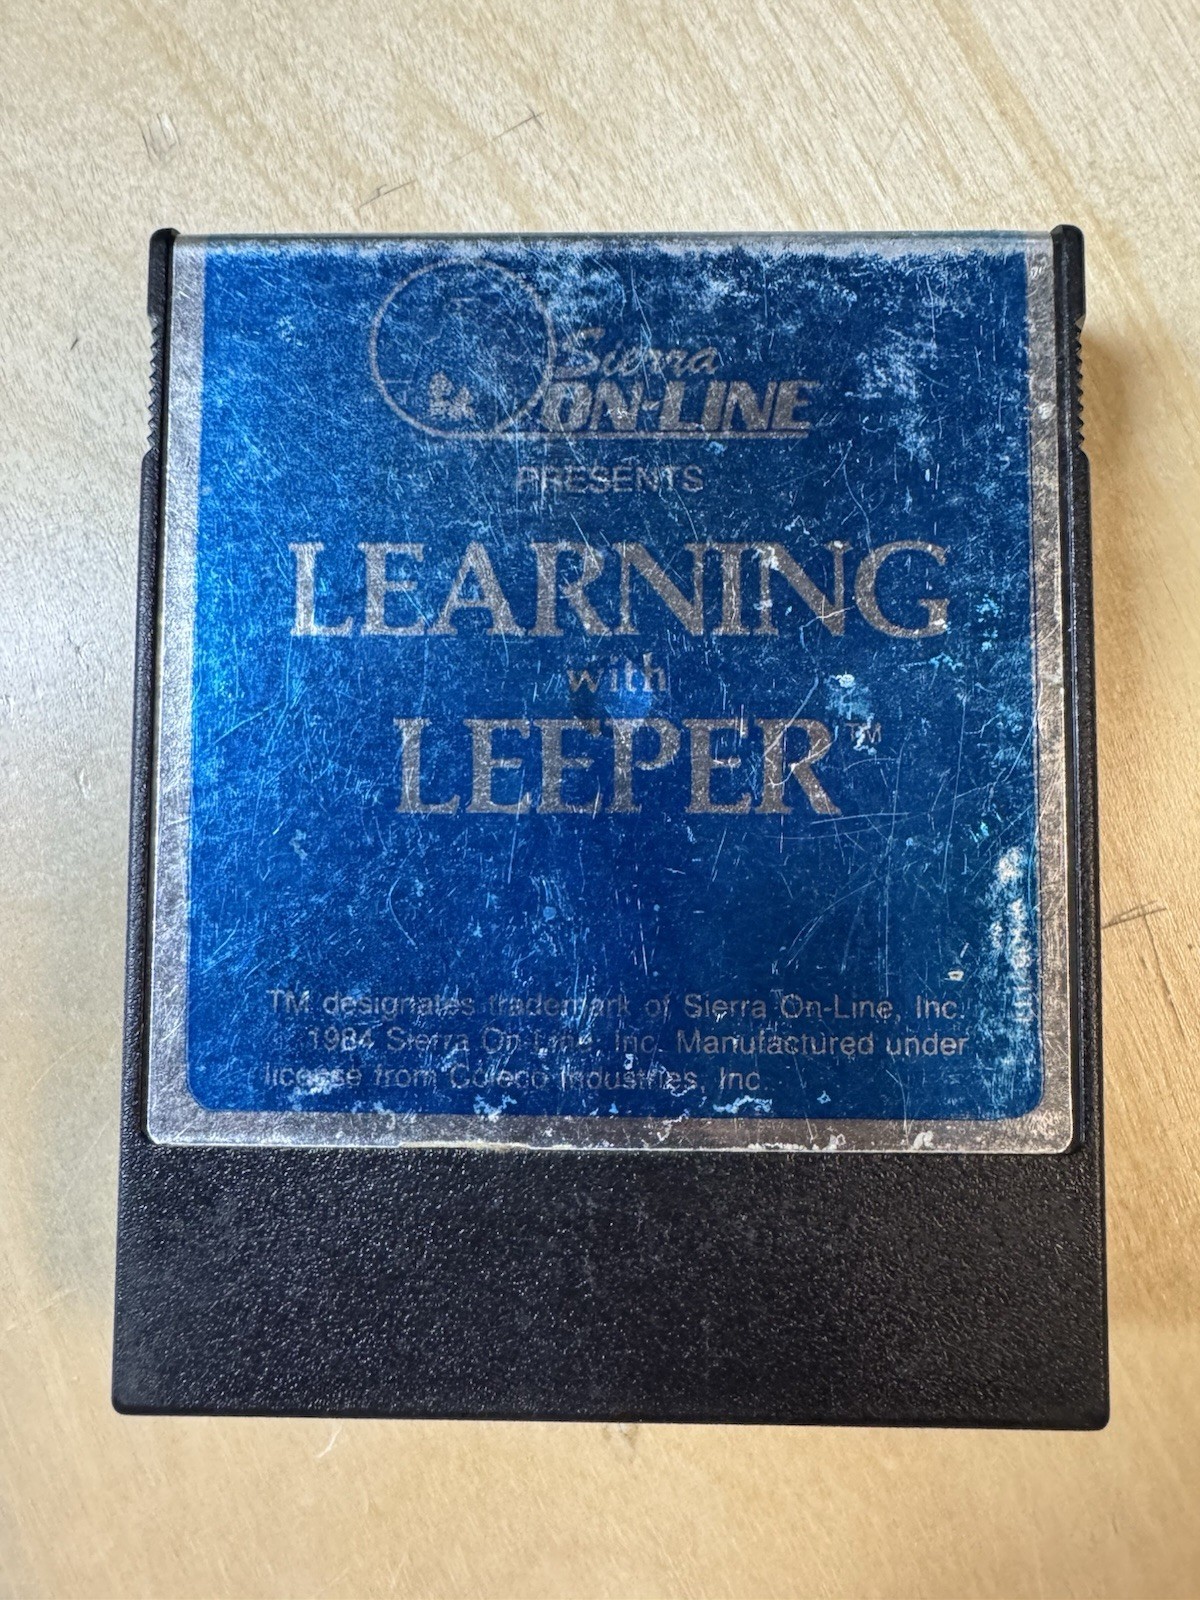 Sierra
ON-LINE
PRESENTS
LEARNING
with
LEEPER™
TM designates trademark of Sierra On-Line, Inc.
1984 Sierra On-Line, Inc. Manufactured under
license from Coleco Industries, Inc.